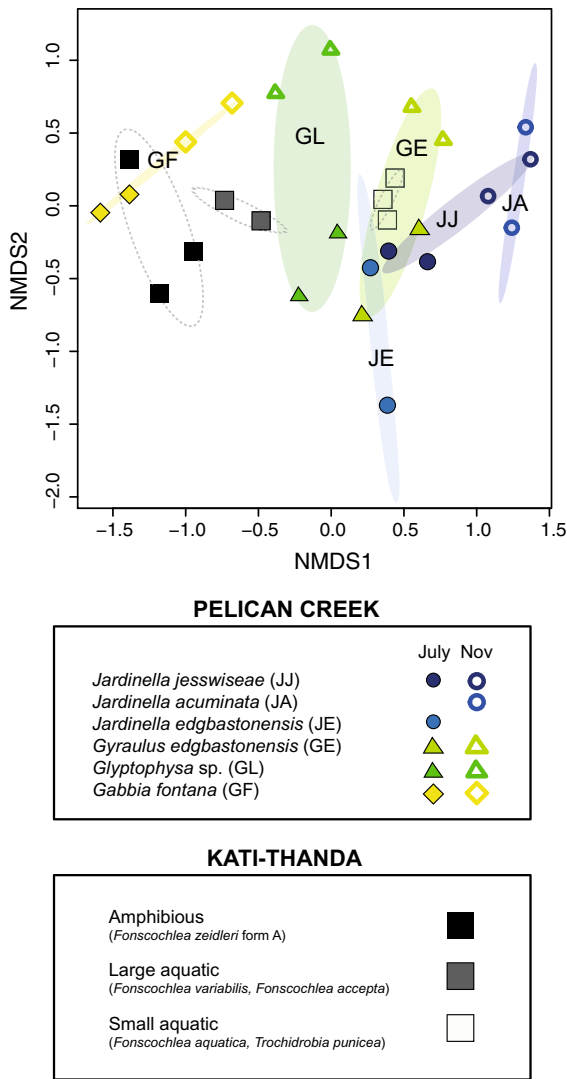 1.0
0.5
0.0
−0.5
−1.0
−1.5
−2.0
NMDS2
GF
GL
GE
JJ
JA
JE
−1.5 −1.0 −0.5 0.0 0.5 1.0 1.5
NMDS1
PELICAN CREEK
July Nov
Jardinella jesswiseae (JJ)
Jardinella acuminata (JA)
Jardinella edgbastonensis (JE)
Gyraulus edgbastonensis (GE)
Glyptophysa sp. (GL)
Gabbia fontana (GF)
KATI-THANDA
Amphibious
(Fonscochlea zeidleri form A)
Large aquatic
(Fonscochlea variabilis, Fonscochlea accepta)
Small aquatic
(Fonscochlea aquatica, Trochidrobia punicea)